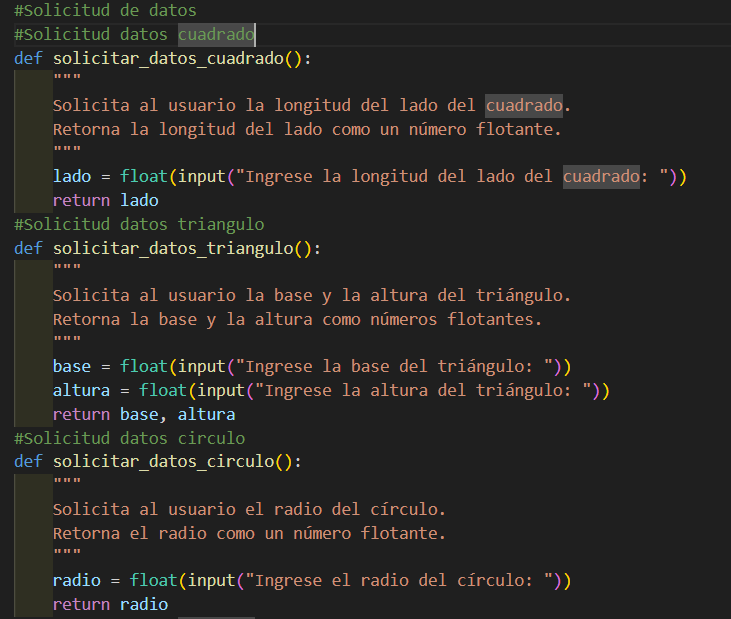 #Solicitud de datos
#Solicitud datos cuadrado
def solicitar_datos_cuadrado():
    """
    Solicita al usuario la longitud del lado del cuadrado.
    Retorna la longitud del lado como un número flotante.
    """
    lado = float(input("Ingrese la longitud del lado del cuadrado: "))
    return lado
#Solicitud datos triangulo
def solicitar_datos_triangulo():
    """
    Solicita al usuario la base y la altura del triángulo.
    Retorna la base y la altura como números flotantes.
    """
    base = float(input("Ingrese la base del triángulo: "))
    altura = float(input("Ingrese la altura del triángulo: "))
    return base, altura
#Solicitud datos circulo
def solicitar_datos_circulo():
    """
    Solicita al usuario el radio del círculo.
    Retorna el radio como un número flotante.
    """
    radio = float(input("Ingrese el radio del círculo: "))
    return radio